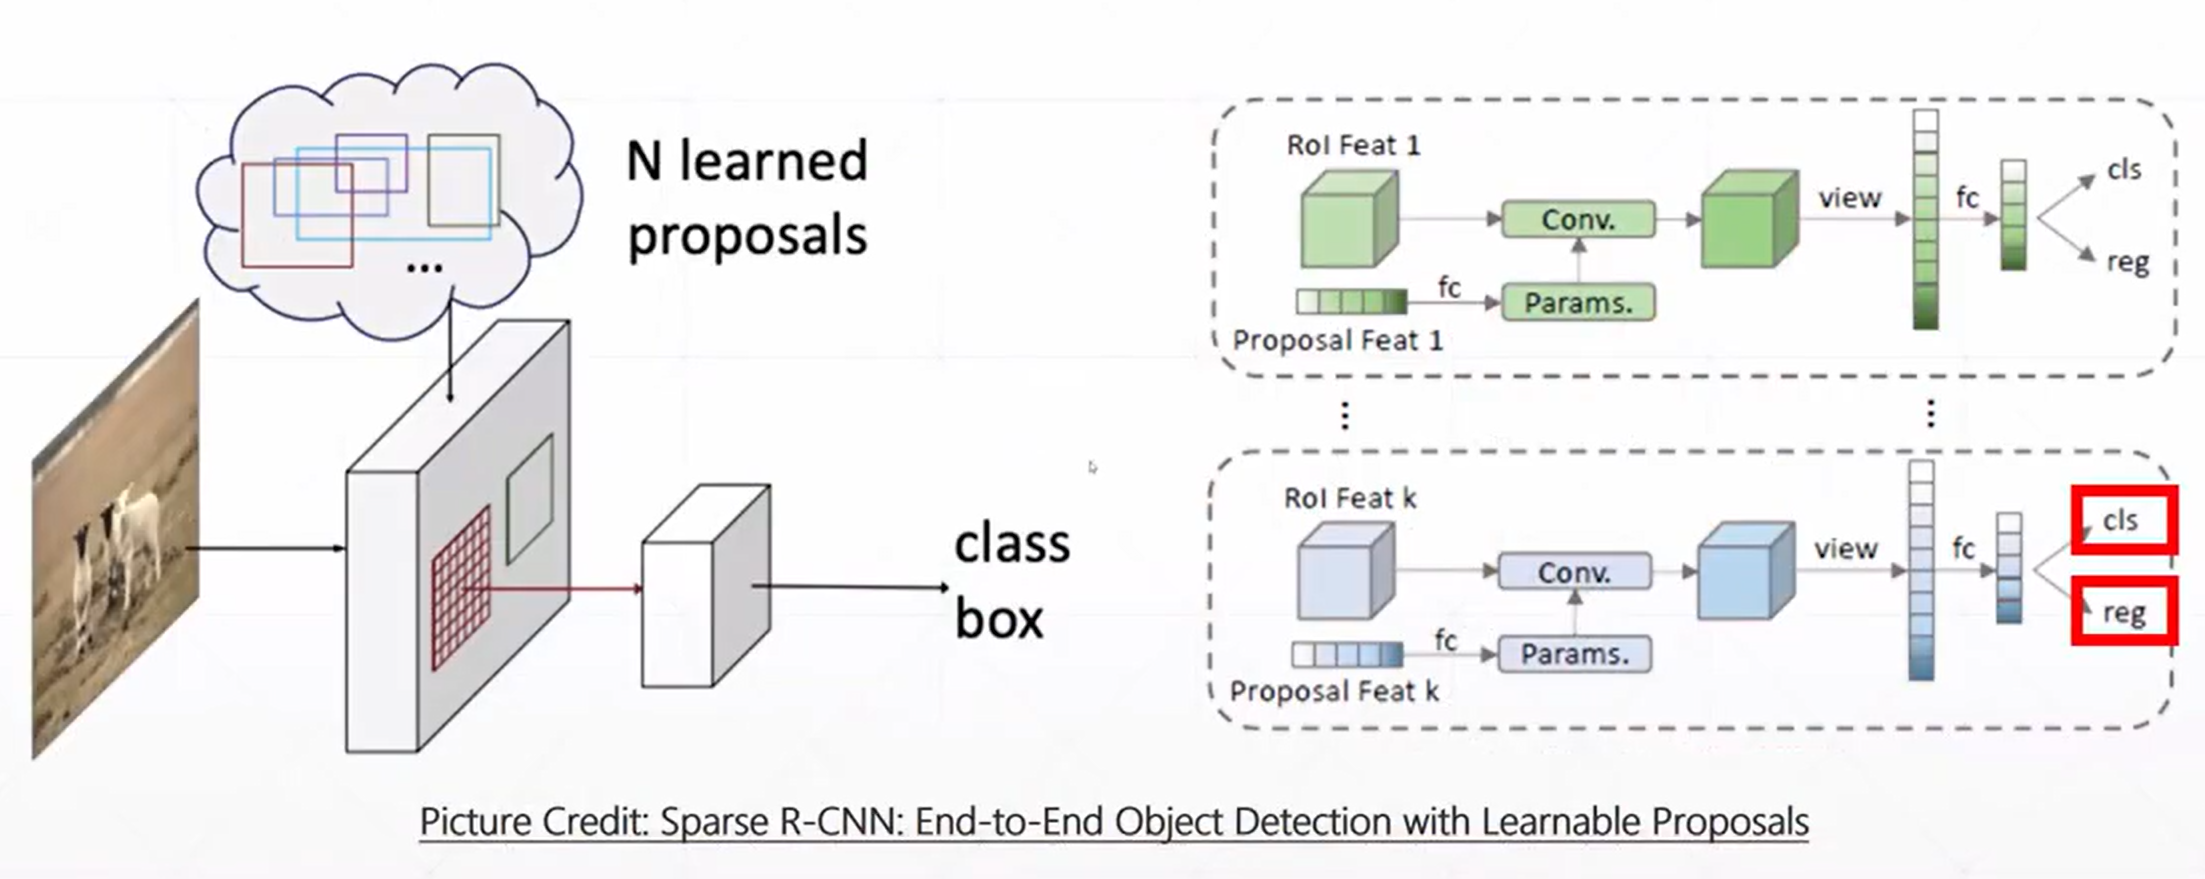 N learned
proposals
...
class
box
RoI Feat 1
Conv.
view
fc
cls
reg
fc
Params.
Proposal Feat 1
RoI Feat k
Conv.
view
fc
cls
reg
fc
Params.
Proposal Feat k
Picture Credit: Sparse R-CNN: End-to-End Object Detection with Learnable Proposals